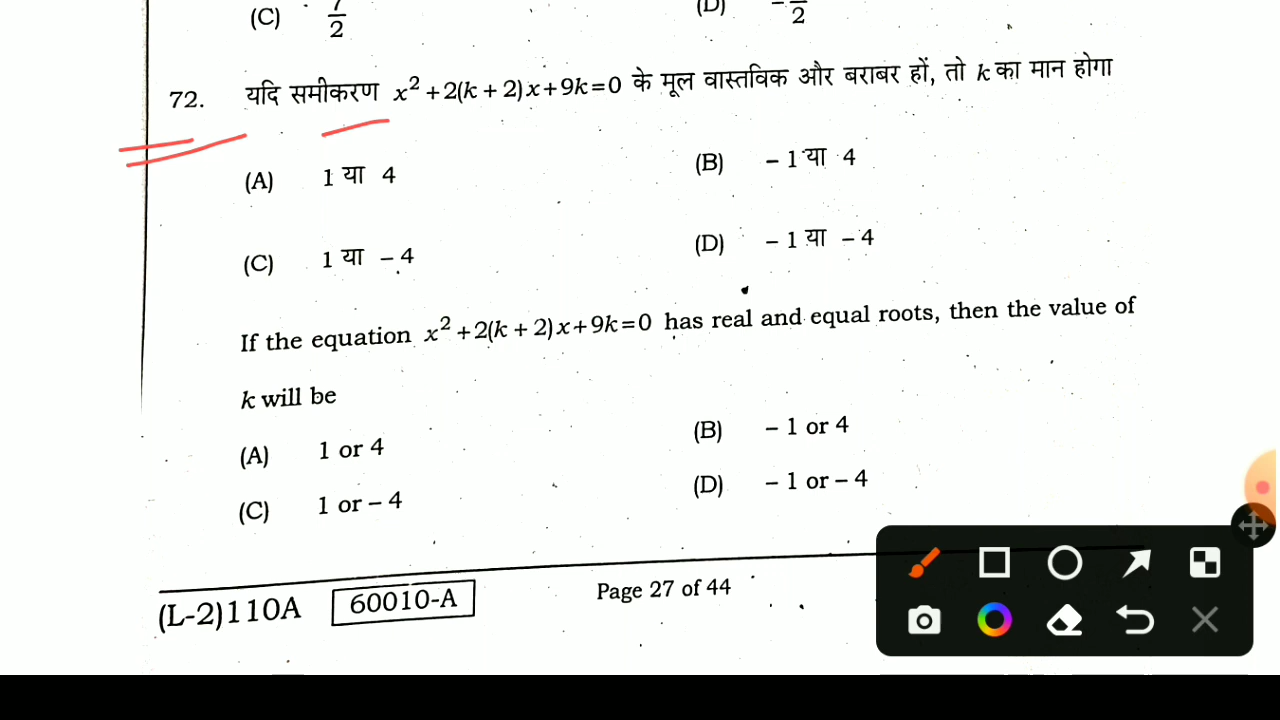 (C) 7/2 (D) – /2
72. यदि समीकरण x² + 2(k + 2)x + 9k = 0 के मूल वास्तविक और बराबर हों, तो k का मान होगा
(A) 1 या 4 (B) – 1 या 4
(C) 1 या – 4 (D) – 1 या – 4
If the equation x² + 2(k + 2)x + 9k = 0 has real and equal roots, then the value of
k will be
(A) 1 or 4 (B) – 1 or 4
(C) 1 or – 4 (D) – 1 or – 4
(L-2)110A 60010-A Page 27 of 44